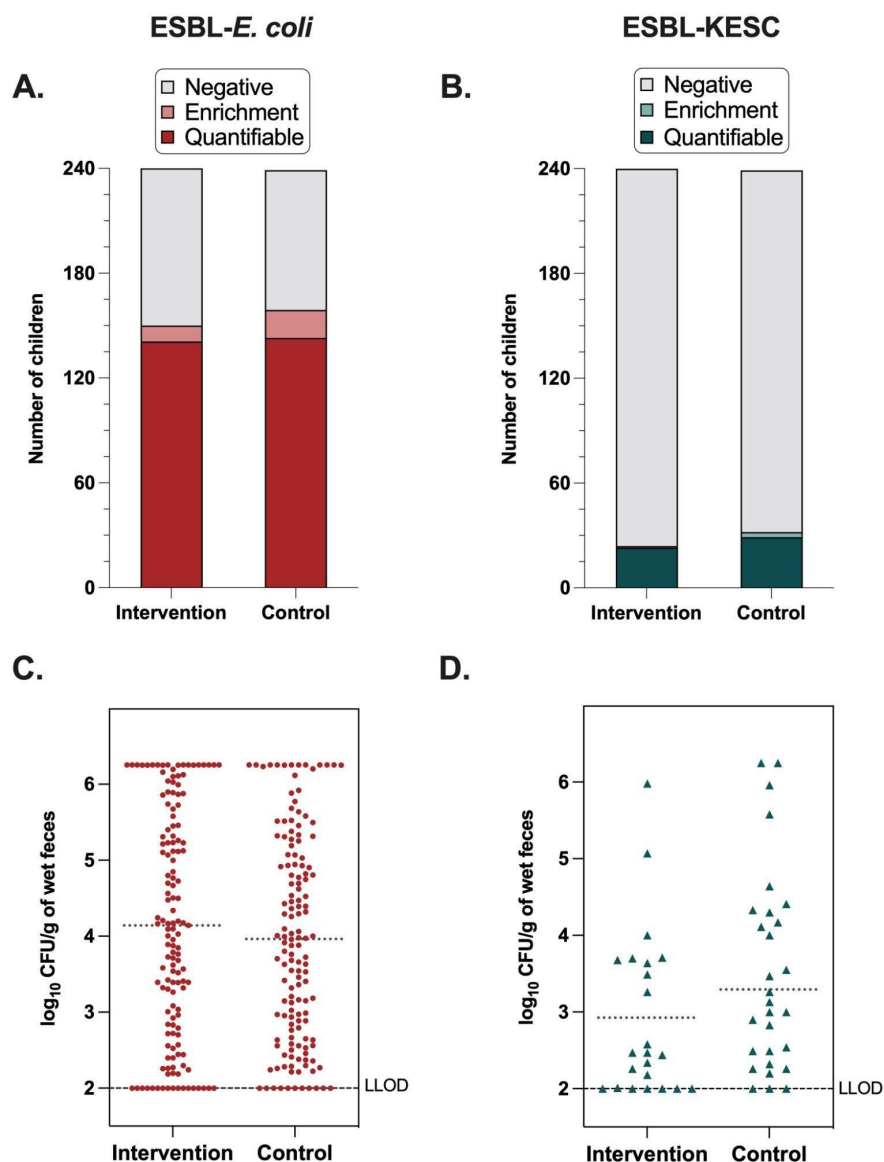 ESBL-E. coli
ESBL-KESC
A.
Negative
Enrichment
Quantifiable
240
180
120
60
0
Number of children
Intervention
Control
B.
Negative
Enrichment
Quantifiable
240
180
120
60
0
Number of children
Intervention
Control
C.
6
5
4
3
2
log₁₀ CFU/g of wet feces
LLOD
Intervention
Control
D.
6
5
4
3
2
log₁₀ CFU/g of wet feces
LLOD
Intervention
Control